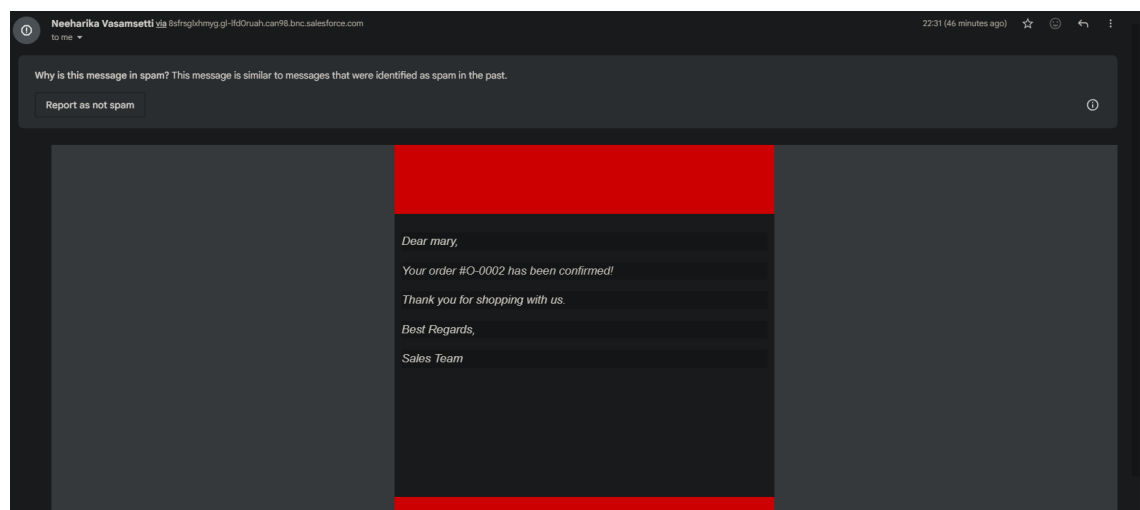 Neeharika Vasamsetti via 8sfrsglxhmyg.gl-lfd0ruah.can98.bnc.salesforce.com
22:31 (46 minutes ago)
to me
Why is this message in spam? This message is similar to messages that were identified as spam in the past.
Report as not spam
Dear mary,
Your order #O-0002 has been confirmed!
Thank you for shopping with us.
Best Regards,
Sales Team